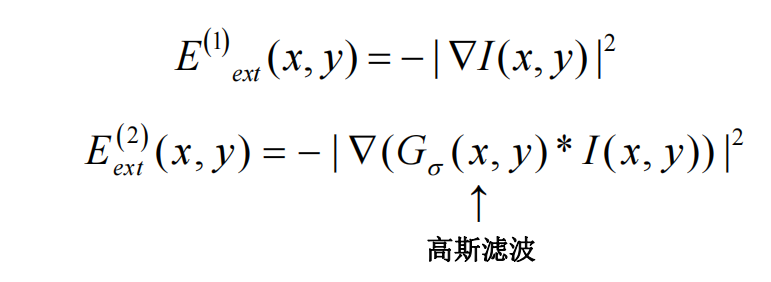 E^{(1)}_{ext}(x, y) = −| ∇I(x, y) |^2
E^{(2)}_{ext}(x, y) = −| ∇(G_σ(x, y) * I(x, y)) |^2
↑
高斯滤波